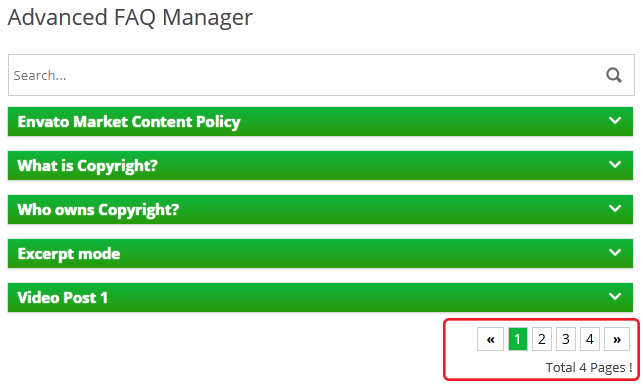 Advanced FAQ Manager
Search...
Envato Market Content Policy
What is Copyright?
Who owns Copyright?
Excerpt mode
Video Post 1
« 1 2 3 4 »
Total 4 Pages !